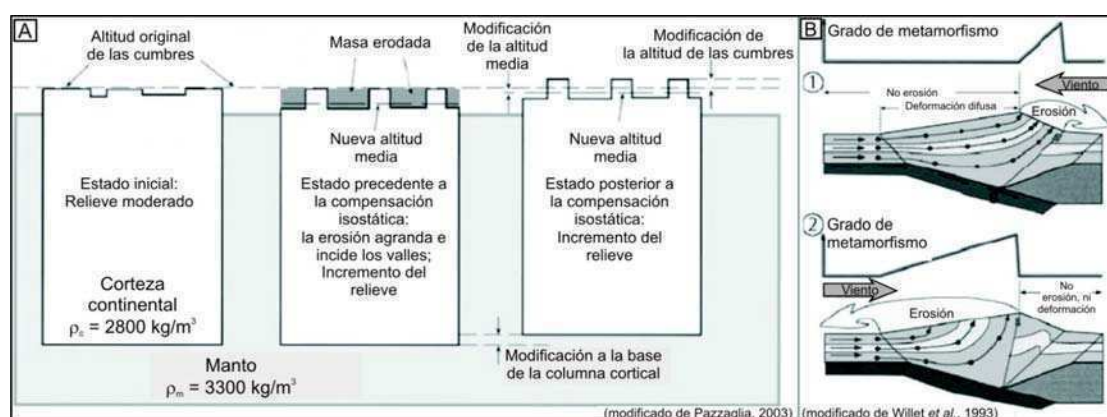 A
Altitud original
de las cumbres
Masa erodada
Modificación
de la altitud
media
Modificación de
la altitud de las cumbres
Nueva altitud
media
Nueva altitud
media
Estado inicial:
Relieve moderado
Estado precedente a
la compensación
isostática:
la erosión agranda e
incide los valles;
Incremento del
relieve
Estado posterior a
la compensación
isostática:
Incremento del
relieve
Corteza
continental
ρc = 2800 kg/m³
Manto
ρm = 3300 kg/m³
Modificación a la base
de la columna cortical
(modificado de Pazzaglia, 2003)
B
Grado de metamorfismo
1
Viento
No erosión
Deformación difusa
Erosión
2
Grado de
metamorfismo
Viento
No
erosión, ni
deformación
Erosión
(modificado de Willet et al., 1993)